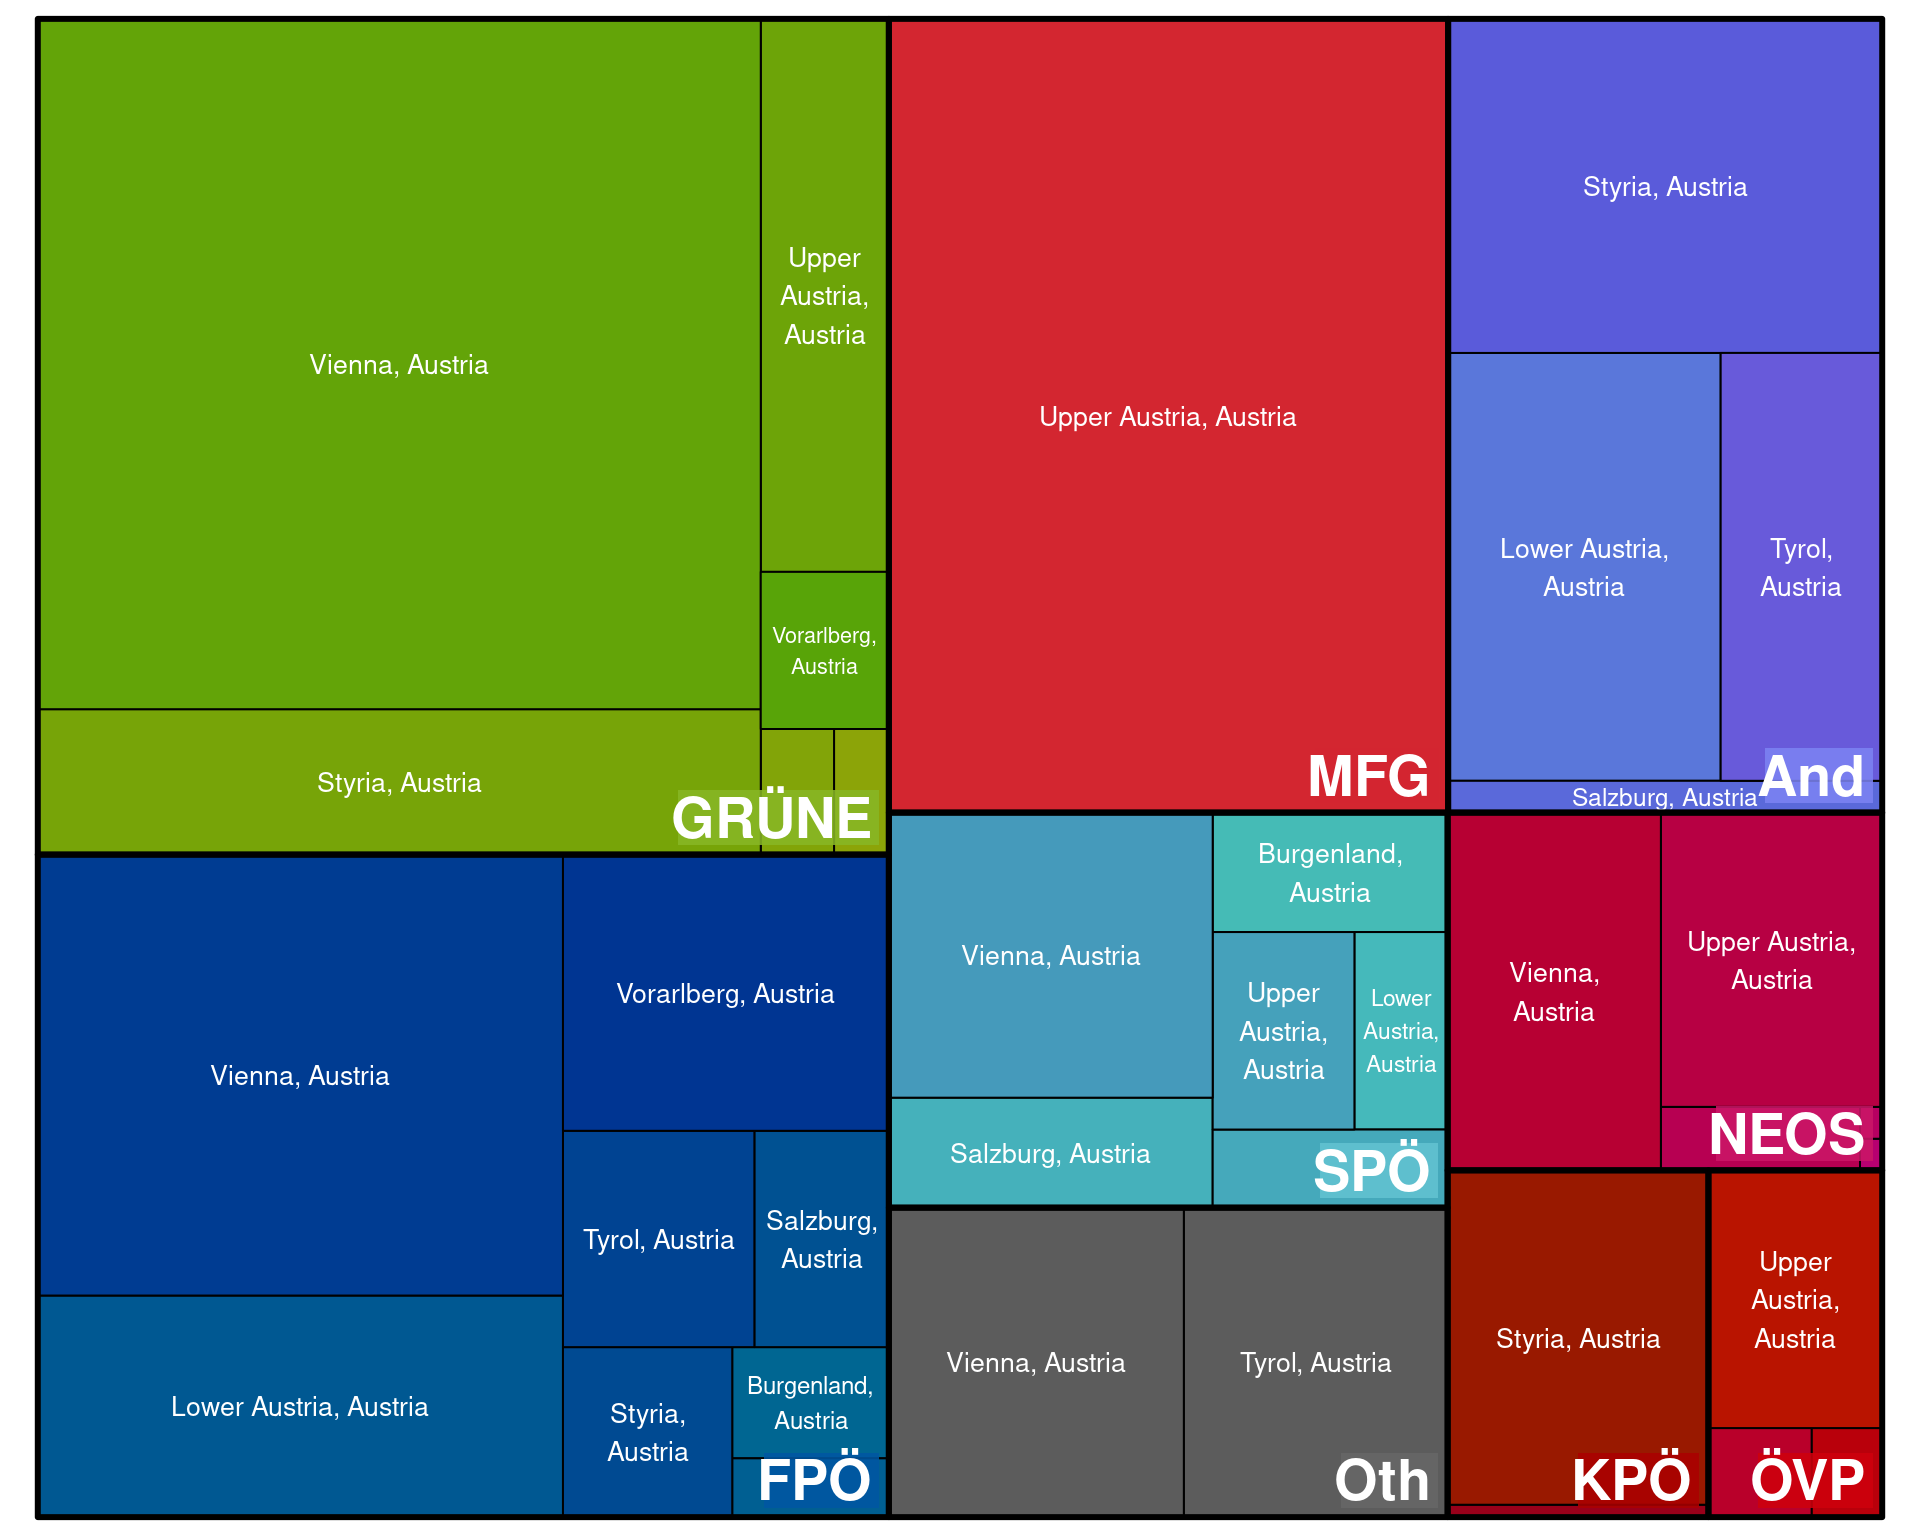 Vienna, Austria
Upper
Austria,
Austria
Vorarlberg,
Austria
Styria, Austria
GRÜNE
Vienna, Austria
Vorarlberg, Austria
Tyrol, Austria
Salzburg,
Austria
Lower Austria, Austria
Styria,
Austria
Burgenland,
Austria
FPÖ
Upper Austria, Austria
MFG
Vienna, Austria
Burgenland,
Austria
Upper
Austria,
Austria
Lower
Austria,
Austria
Salzburg, Austria
SPÖ
Vienna, Austria
Tyrol, Austria
Oth
Styria, Austria
Lower Austria,
Austria
Tyrol,
Austria
Salzburg, Austria
And
Vienna,
Austria
Upper Austria,
Austria
NEOS
Styria, Austria
KPÖ
Upper
Austria,
Austria
ÖVP